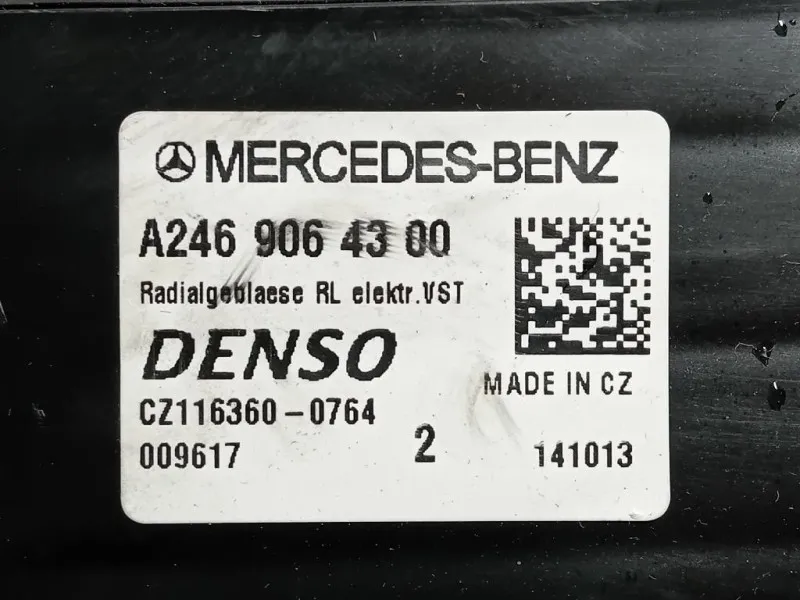 MERCEDES-BENZ
A246 906 43 00
Radialgeblaese RL elektr.VST
DENSO
MADE IN CZ
CZ116360-0764
009617 2 141013